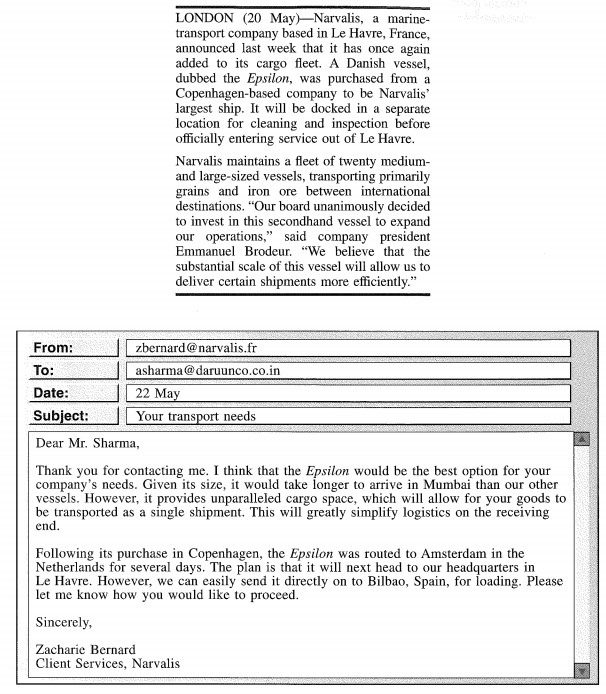 LONDON (20 May)—Narvalis, a marine-
transport company based in Le Havre, France,
announced last week that it has once again
added to its cargo fleet. A Danish vessel,
dubbed the Epsilon, was purchased from a
Copenhagen-based company to be Narvalis'
largest ship. It will be docked in a separate
location for cleaning and inspection before
officially entering service out of Le Havre.
Narvalis maintains a fleet of twenty medium-
and large-sized vessels, transporting primarily
grains and iron ore between international
destinations. “Our board unanimously decided
to invest in this secondhand vessel to expand
our operations,” said company president
Emmanuel Brodeur. “We believe that the
substantial scale of this vessel will allow us to
deliver certain shipments more efficiently.”
From: zbernard@narvalis.fr
To: asharma@daruunco.co.in
Date: 22 May
Subject: Your transport needs
Dear Mr. Sharma,
Thank you for contacting me. I think that the Epsilon would be the best option for your
company's needs. Given its size, it would take longer to arrive in Mumbai than our other
vessels. However, it provides unparalleled cargo space, which will allow for your goods to
be transported as a single shipment. This will greatly simplify logistics on the receiving
end.
Following its purchase in Copenhagen, the Epsilon was routed to Amsterdam in the
Netherlands for several days. The plan is that it will next head to our headquarters in
Le Havre. However, we can easily send it directly on to Bilbao, Spain, for loading. Please
let me know how you would like to proceed.
Sincerely,
Zacharie Bernard
Client Services, Narvalis